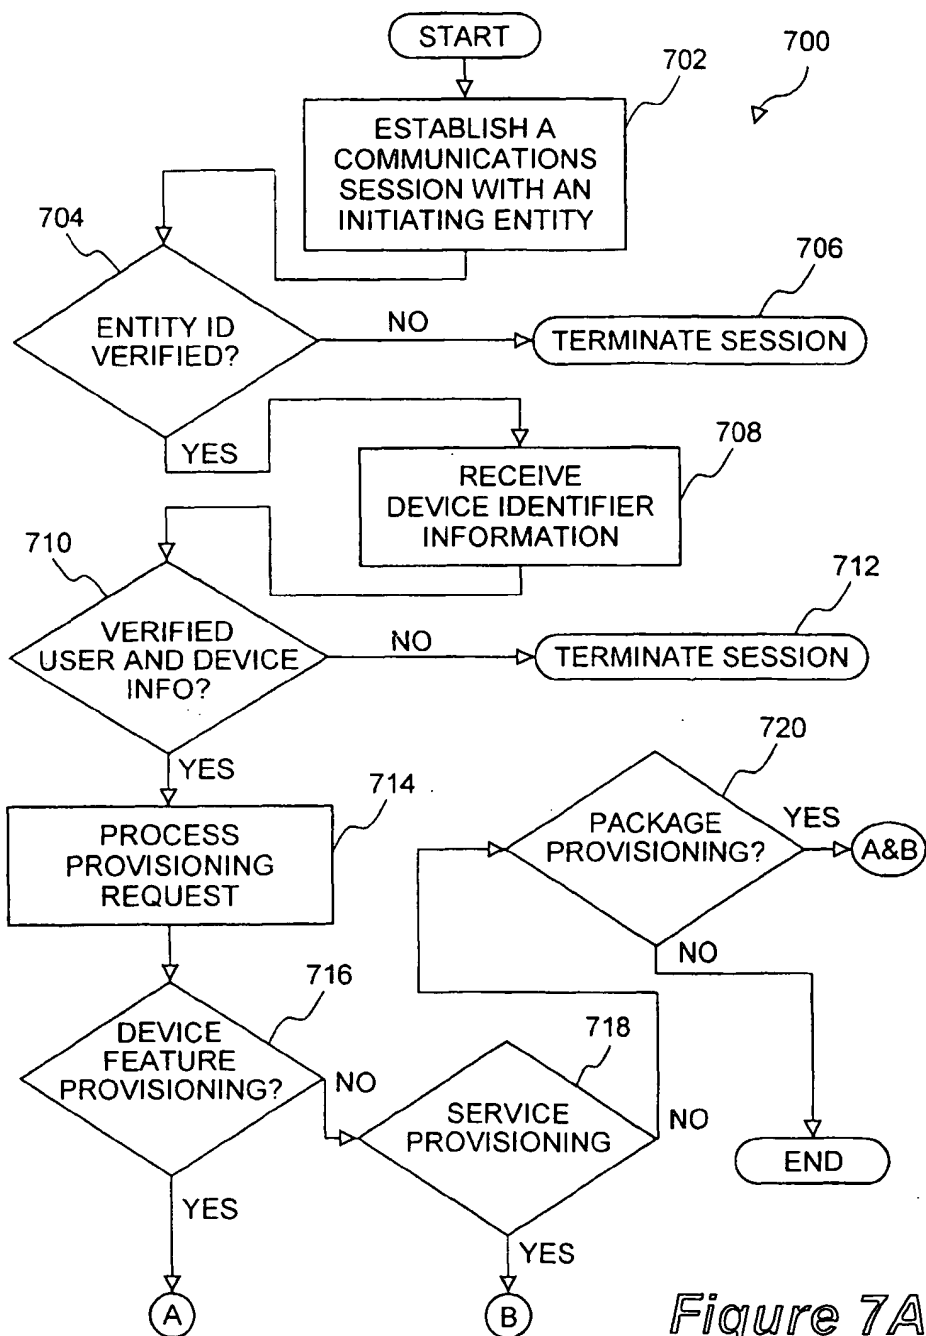 START
700
702
ESTABLISH A
COMMUNICATIONS
SESSION WITH AN
INITIATING ENTITY
704
706
ENTITY ID
VERIFIED?
NO
TERMINATE SESSION
YES
708
RECEIVE
DEVICE IDENTIFIER
INFORMATION
710
712
VERIFIED
USER AND DEVICE
INFO?
NO
TERMINATE SESSION
YES
714
PROCESS
PROVISIONING
REQUEST
720
PACKAGE
PROVISIONING?
YES
A&B
NO
716
DEVICE
FEATURE
PROVISIONING?
NO
718
SERVICE
PROVISIONING
NO
END
YES
YES
A
B
Figure 7A